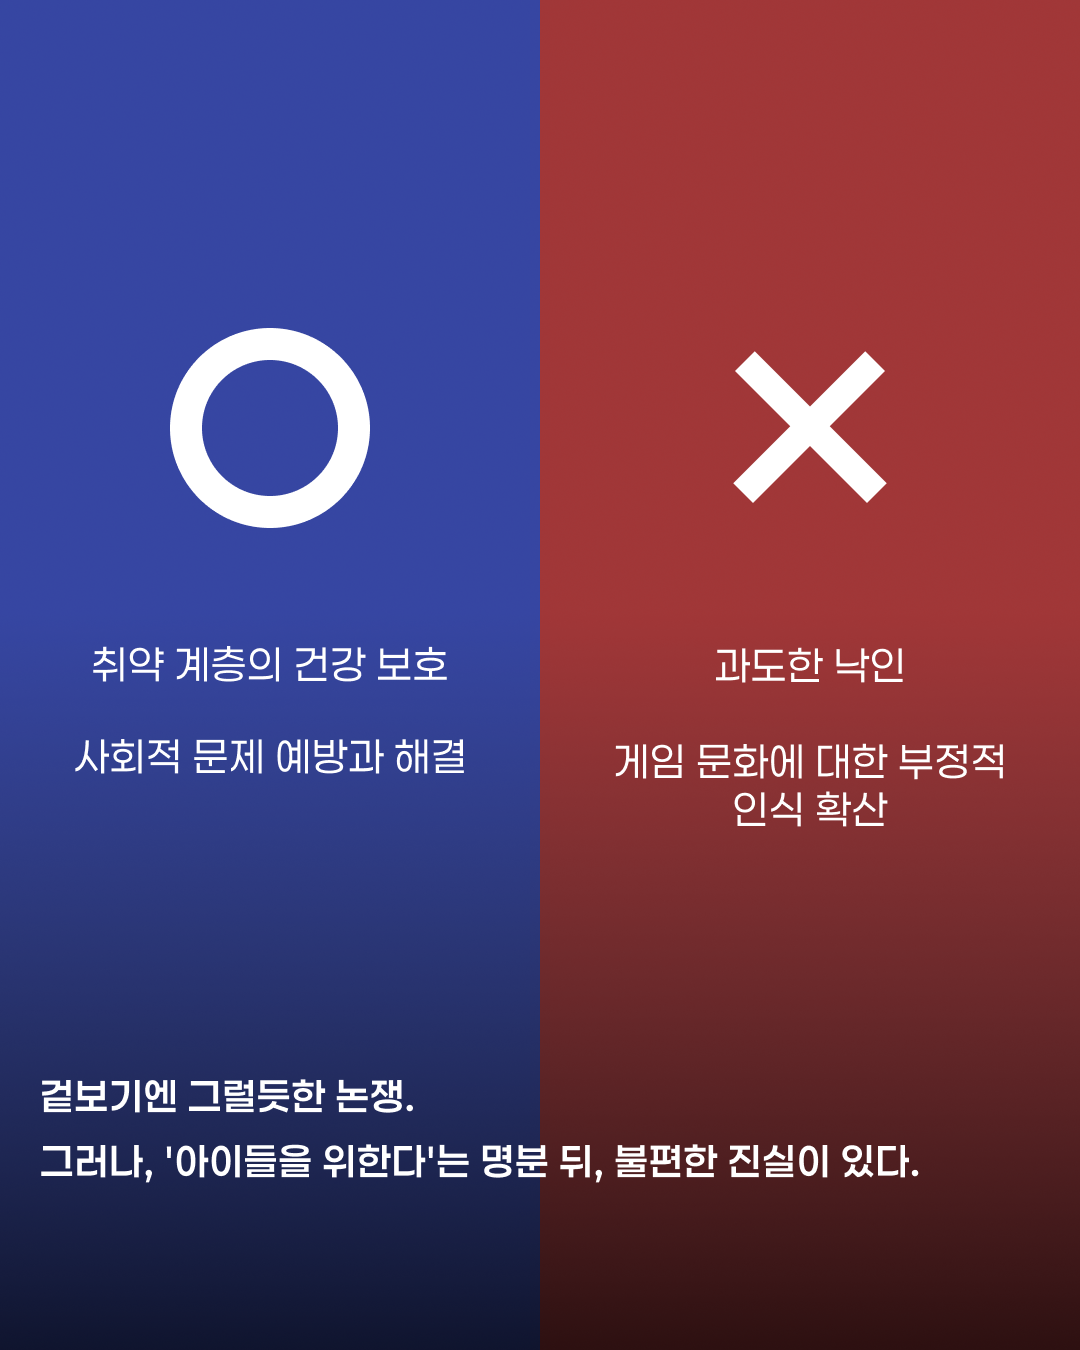 취약 계층의 건강 보호
사회적 문제 예방과 해결
과도한 낙인
게임 문화에 대한 부정적
인식 확산
겉보기엔 그럴듯한 논쟁.
그러나, '아이들을 위한다'는 명분 뒤, 불편한 진실이 있다.